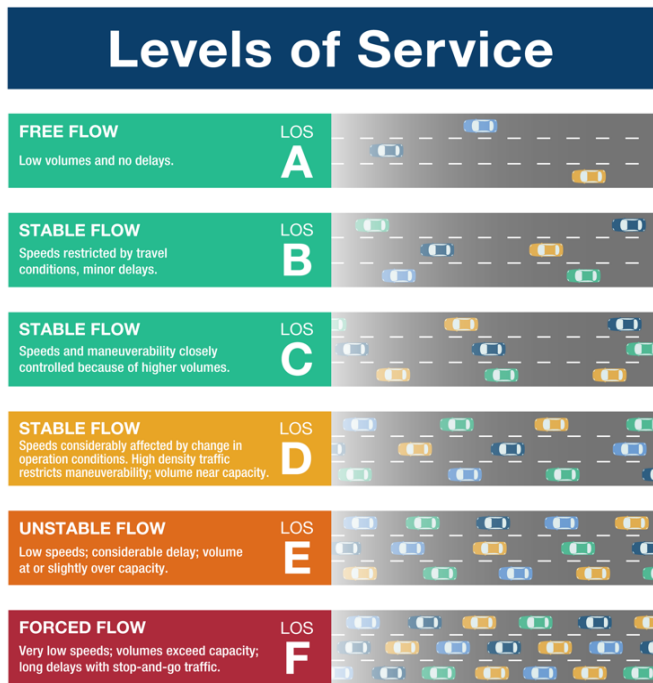 Levels of Service
FREE FLOW
Low volumes and no delays.
LOS
A
STABLE FLOW
Speeds restricted by travel
conditions, minor delays.
LOS
B
STABLE FLOW
Speeds and maneuverability closely
controlled because of higher volumes.
LOS
C
STABLE FLOW
Speeds considerably affected by change in
operation conditions. High density traffic
restricts maneuverability; volume near capacity.
LOS
D
UNSTABLE FLOW
Low speeds; considerable delay; volume
at or slightly over capacity.
LOS
E
FORCED FLOW
Very low speeds; volumes exceed capacity;
long delays with stop-and-go traffic.
LOS
F